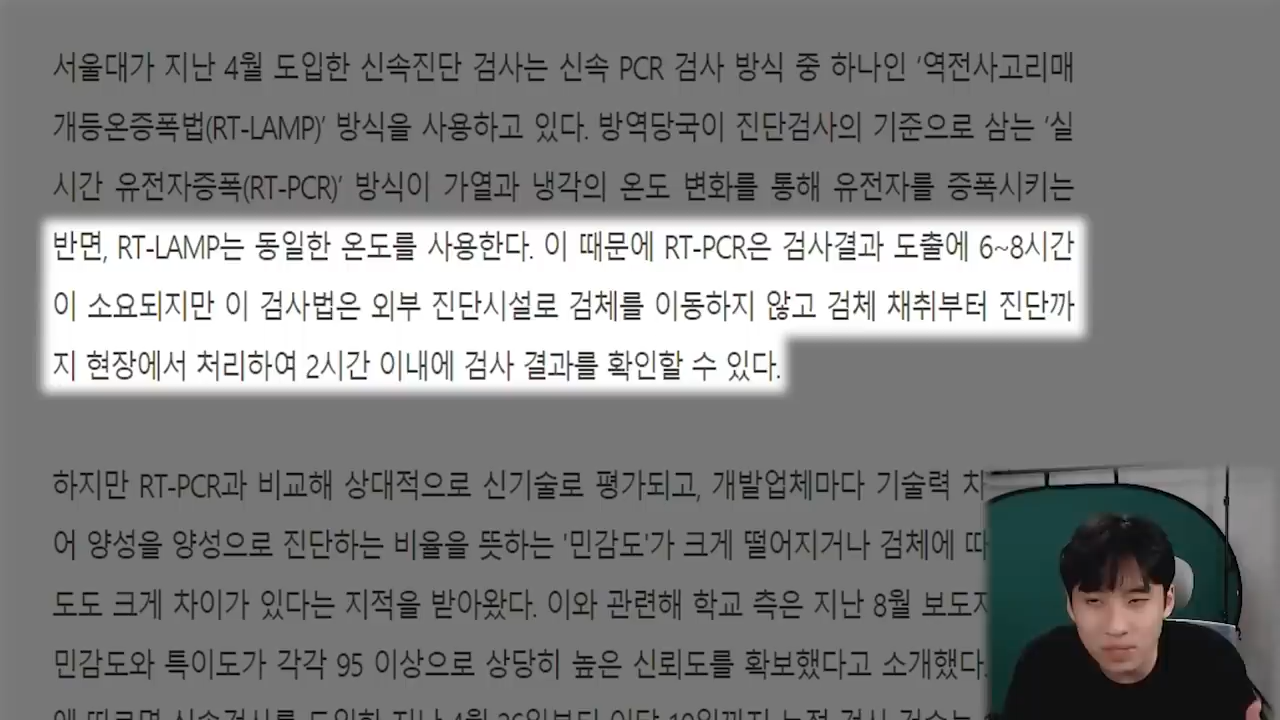 서울대가 지난 4월 도입한 신속진단 검사는 신속 PCR 검사 방식 중 하나인 ‘역전사고리매
개등온증폭법(RT-LAMP)’ 방식을 사용하고 있다. 방역당국이 진단검사의 기준으로 삼는 ‘실
시간 유전자증폭(RT-PCR)’ 방식이 가열과 냉각의 온도 변화를 통해 유전자를 증폭시키는
반면, RT-LAMP는 동일한 온도를 사용한다. 이 때문에 RT-PCR은 검사결과 도출에 6~8시간
이 소요되지만 이 검사법은 외부 진단시설로 검체를 이동하지 않고 검체 채취부터 진단까
지 현장에서 처리하여 2시간 이내에 검사 결과를 확인할 수 있다.
하지만 RT-PCR과 비교해 상대적으로 신기술로 평가되고, 개발업체마다 기술력
어 양성을 양성으로 진단하는 비율을 뜻하는 '민감도'가 크게 떨어지거나 검체에
도도 크게 차이가 있다는 지적을 받아왔다. 이와 관련해 학교 측은 지난 8월
민감도와 특이도가 각각 95 이상으로 상당히 높은 신뢰도를 확보했다고 소개했다.